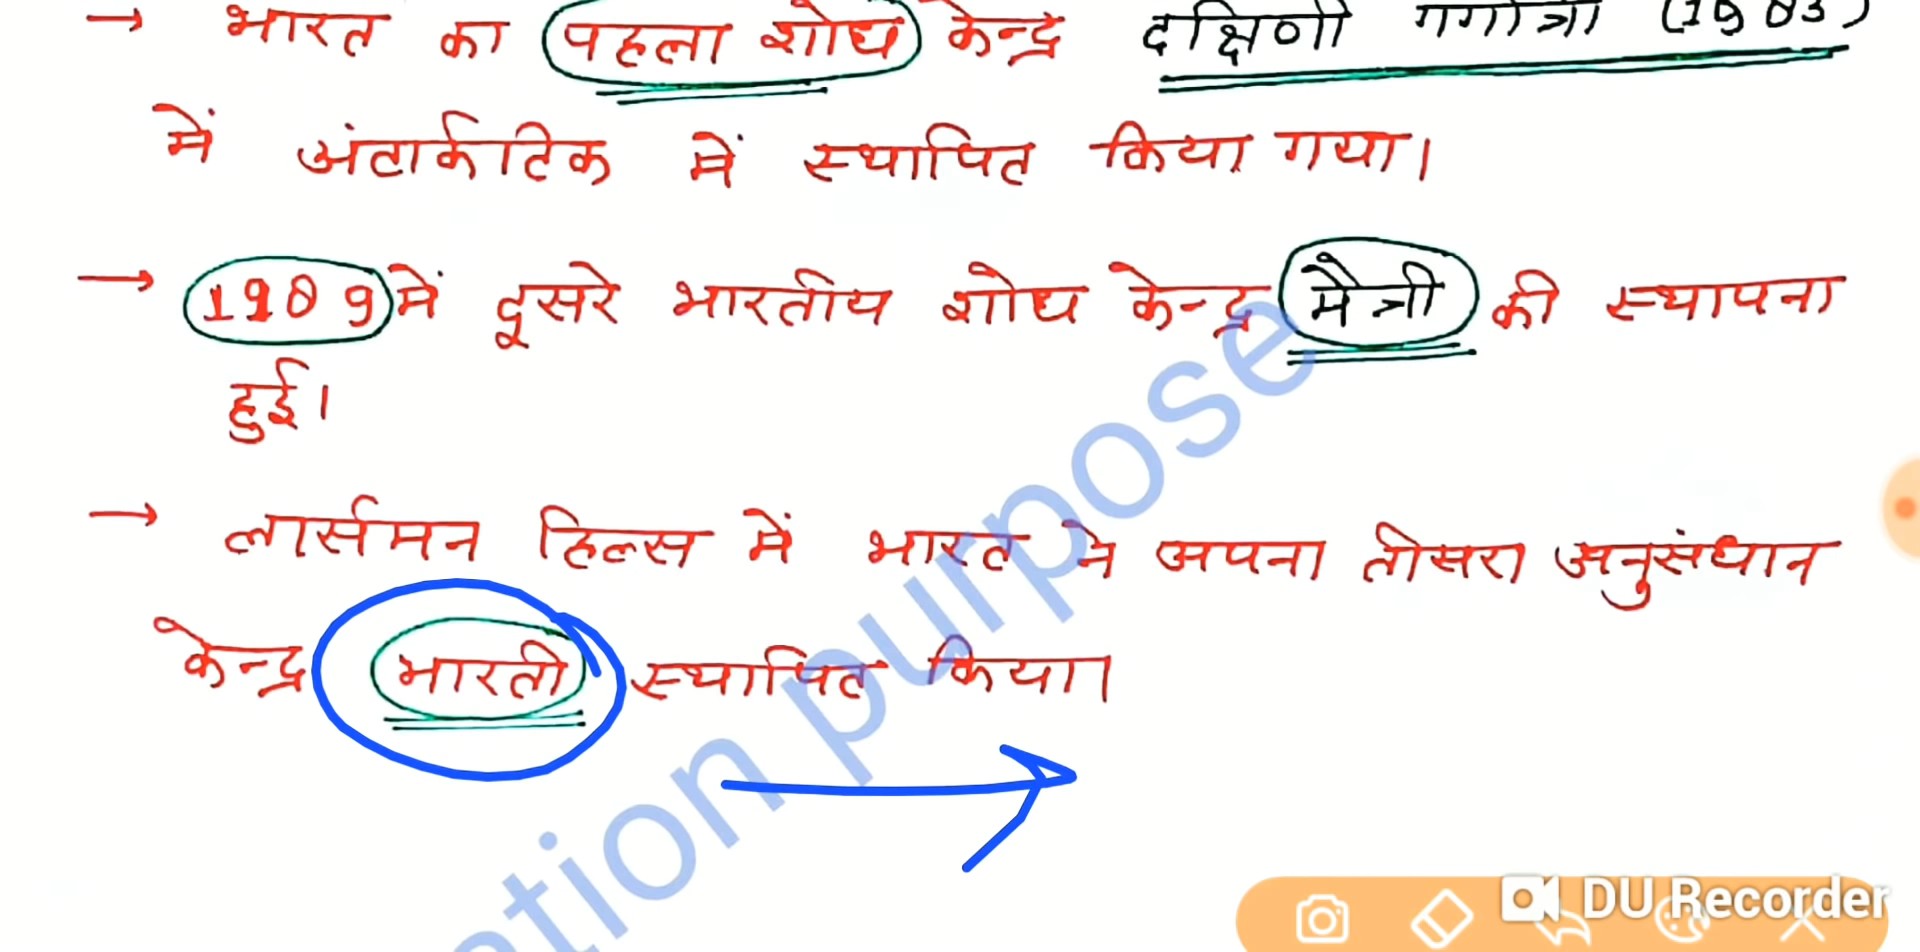 → भारत का पहला शोध केन्द्र दक्षिणी गंगोत्री (1983)
में अंटार्कटिक में स्थापित किया गया।
→ 1989 में दूसरे भारतीय शोध केन्द्र मैत्री की स्थापना
हुई।
→ लार्समन हिल्स में भारत ने अपना तीसरा अनुसंधान
केन्द्र भारती स्थापित किया।
ation purpose
DU Recorder